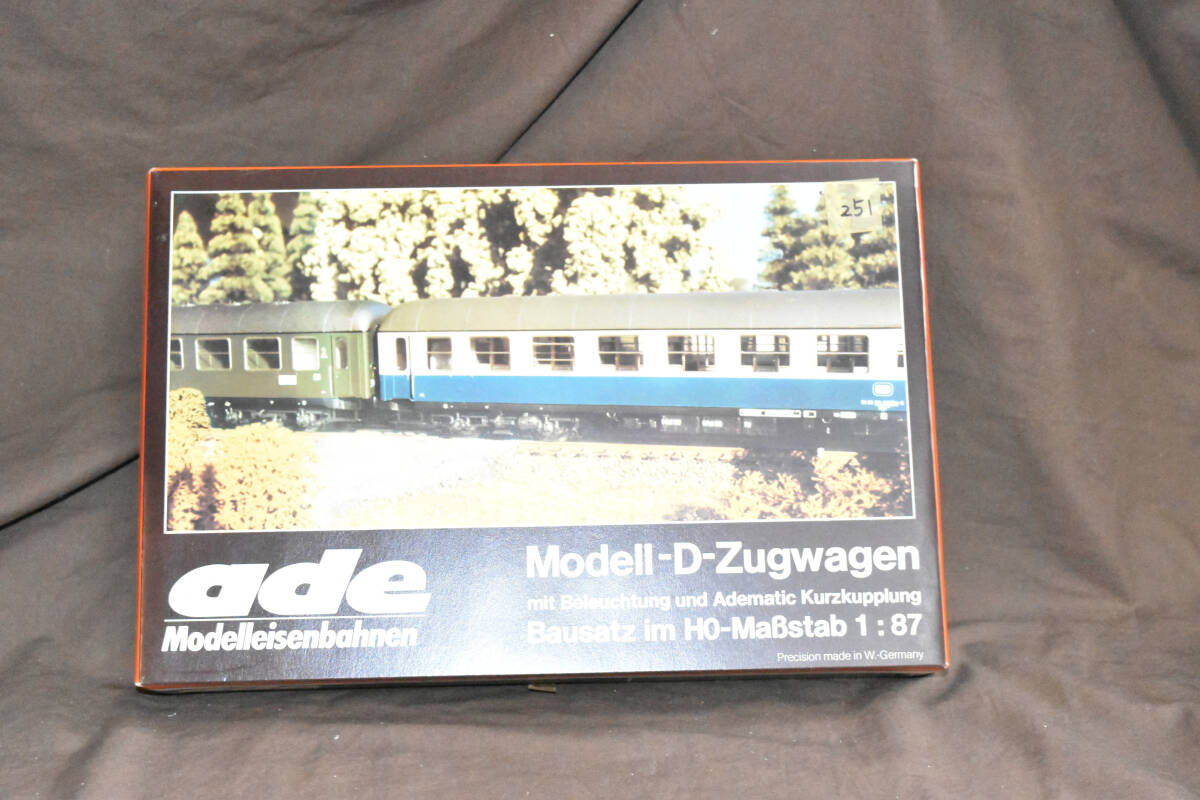 251
ade
Modelleisenbahnen
Modell-D-Zugwagen
mit Beleuchtung und Adematic Kurzkupplung
Bausatz im H0-Maßstab 1:87
Precision made in W.-Germany